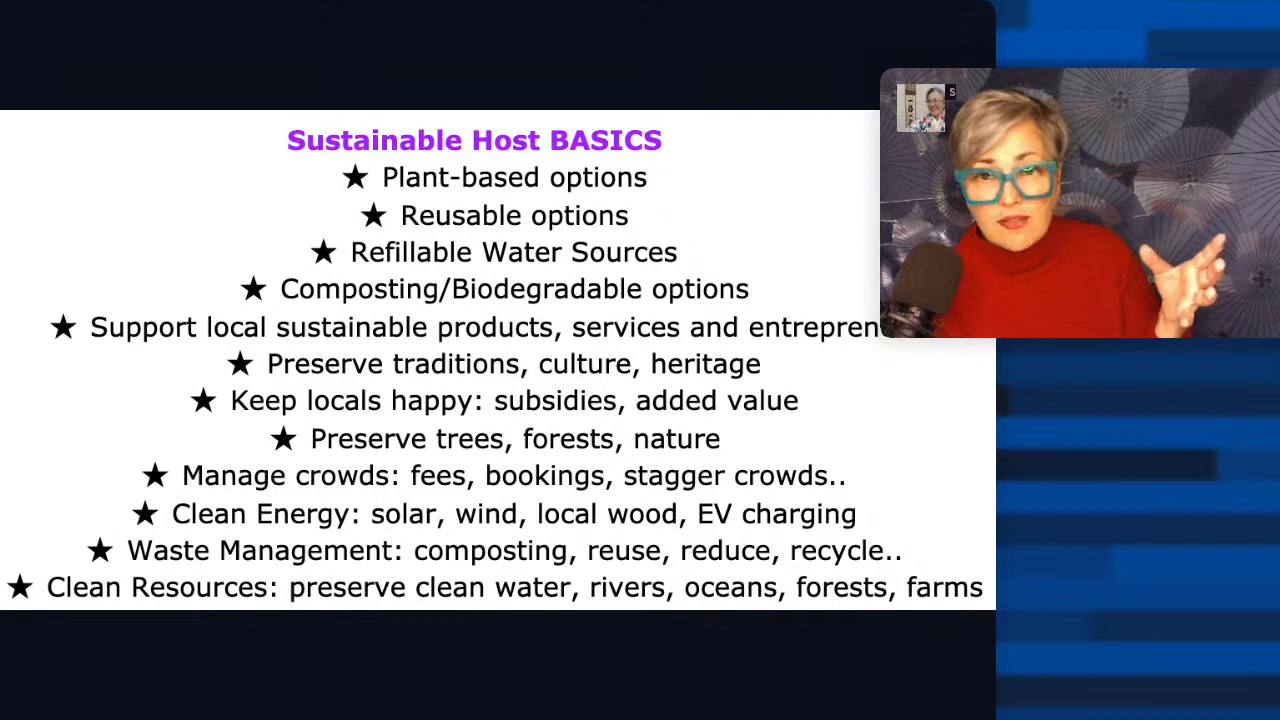 Sustainable Host BASICS
★ Plant-based options
★ Reusable options
★ Refillable Water Sources
★ Composting/Biodegradable options
★ Support local sustainable products, services and entrepren
★ Preserve traditions, culture, heritage
★ Keep locals happy: subsidies, added value
★ Preserve trees, forests, nature
★ Manage crowds: fees, bookings, stagger crowds..
★ Clean Energy: solar, wind, local wood, EV charging
★ Waste Management: composting, reuse, reduce, recycle..
★ Clean Resources: preserve clean water, rivers, oceans, forests, farms
S